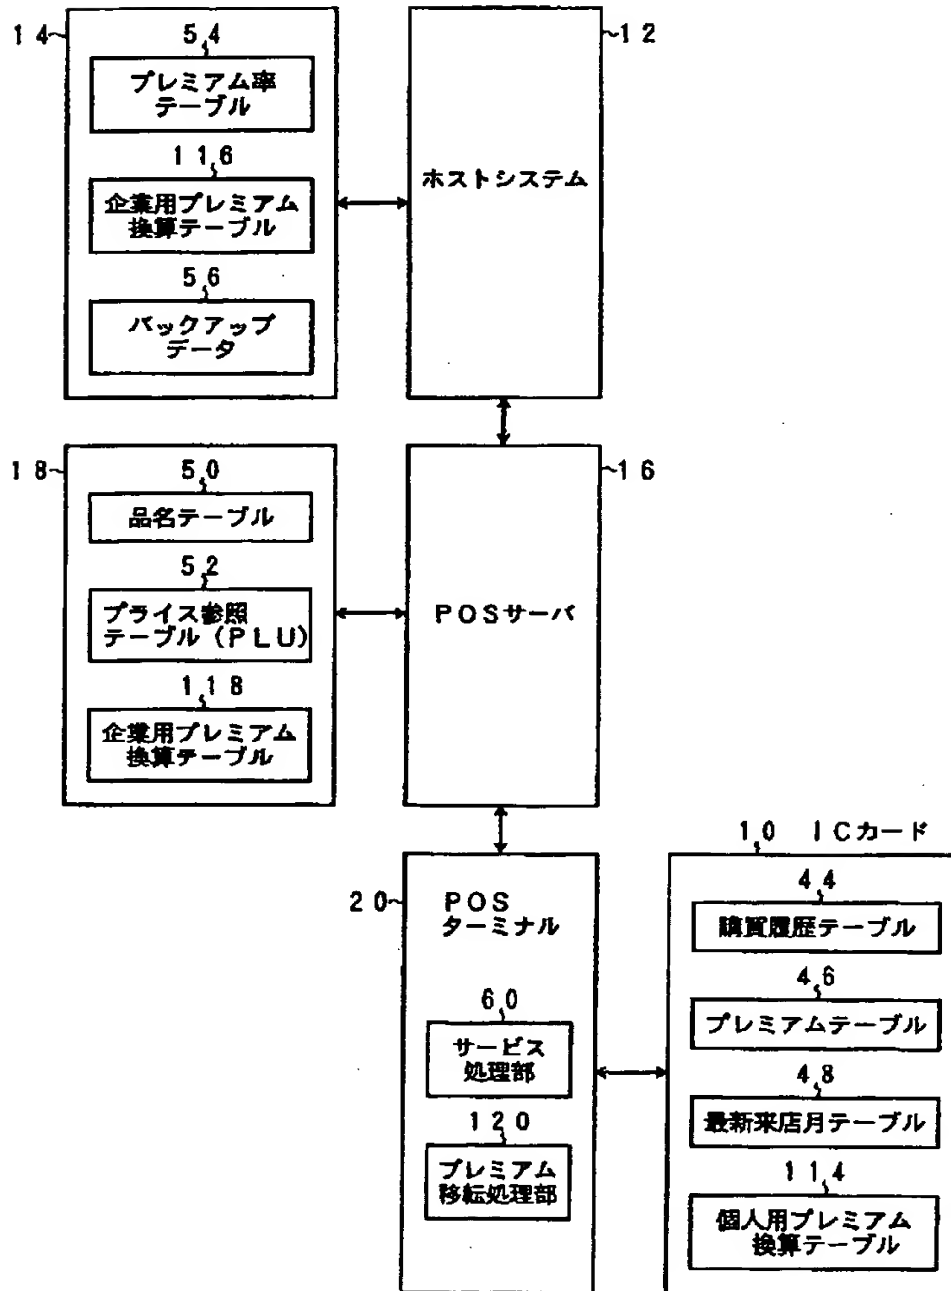 14
54
プレミアム率
テーブル
116
企業用プレミアム
換算テーブル
56
バックアップ
データ
12
ホストシステム
18
50
品名テーブル
52
プライス参照
テーブル(PLU)
118
企業用プレミアム
換算テーブル
16
POSサーバ
20
POS
ターミナル
60
サービス
処理部
120
プレミアム
移転処理部
10 ICカード
44
購買履歴テーブル
46
プレミアムテーブル
48
最新来店月テーブル
114
個人用プレミアム
換算テーブル